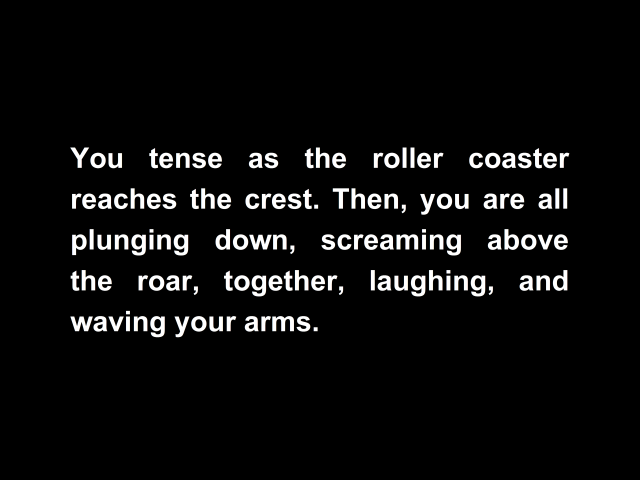 You tense as the roller coaster
reaches the crest. Then, you are all
plunging down, screaming above
the roar, together, laughing, and
waving your arms.